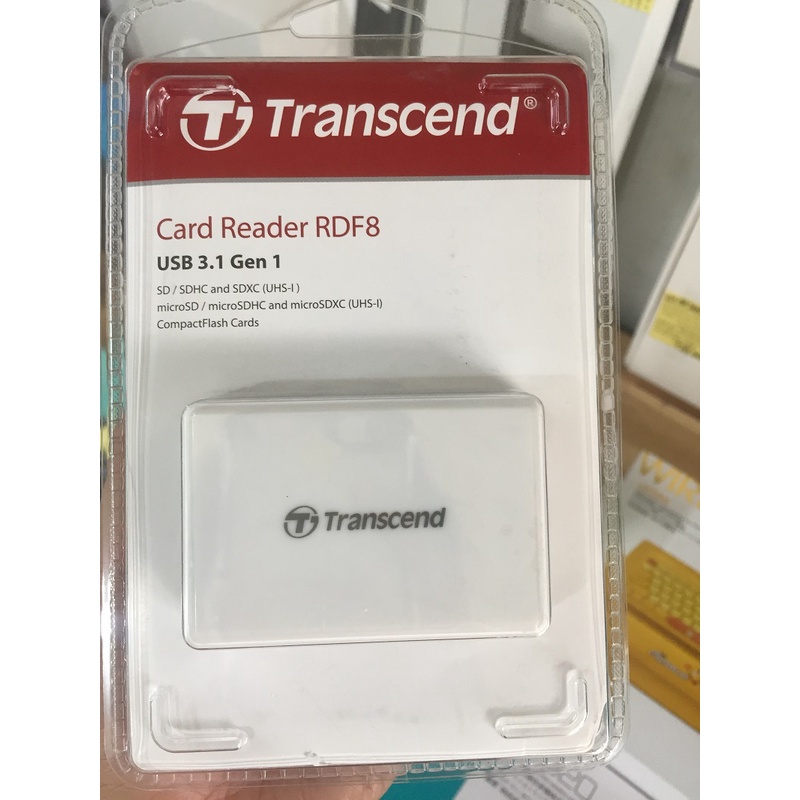 Transcend®
Card Reader RDF8
USB 3.1 Gen 1
SD / SDHC and SDXC (UHS-I )
microSD / microSDHC and microSDXC (UHS-I)
CompactFlash Cards
Transcend